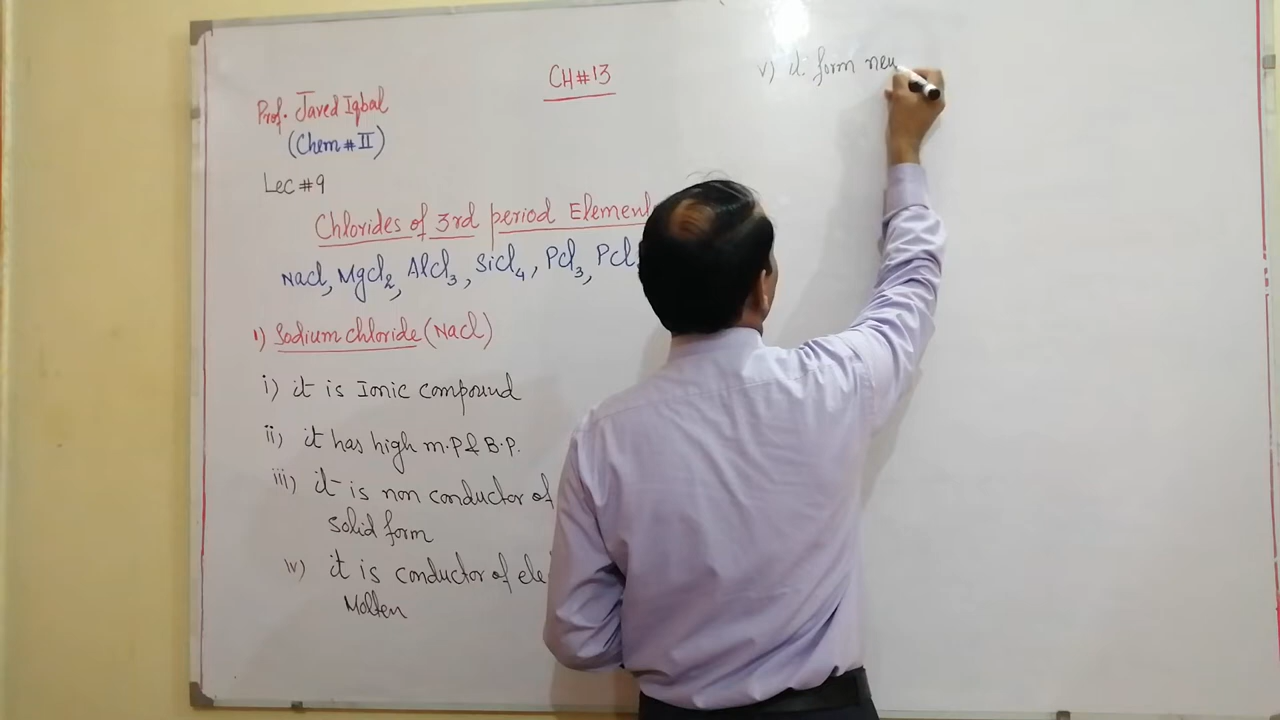 CH#13
Prof. Javed Iqbal
(Chem # II)
Lec #9
Chlorides of 3rd period Element
NaCl, MgCl2, AlCl3, SiCl4, PCl3, PCl
1) Sodium chloride (NaCl)
i) it is Ionic compound
ii) it has high m.P & B.P.
iii) it is non conductor of
solid form
iv) it is conductor of ele
Molten
v) it form neu